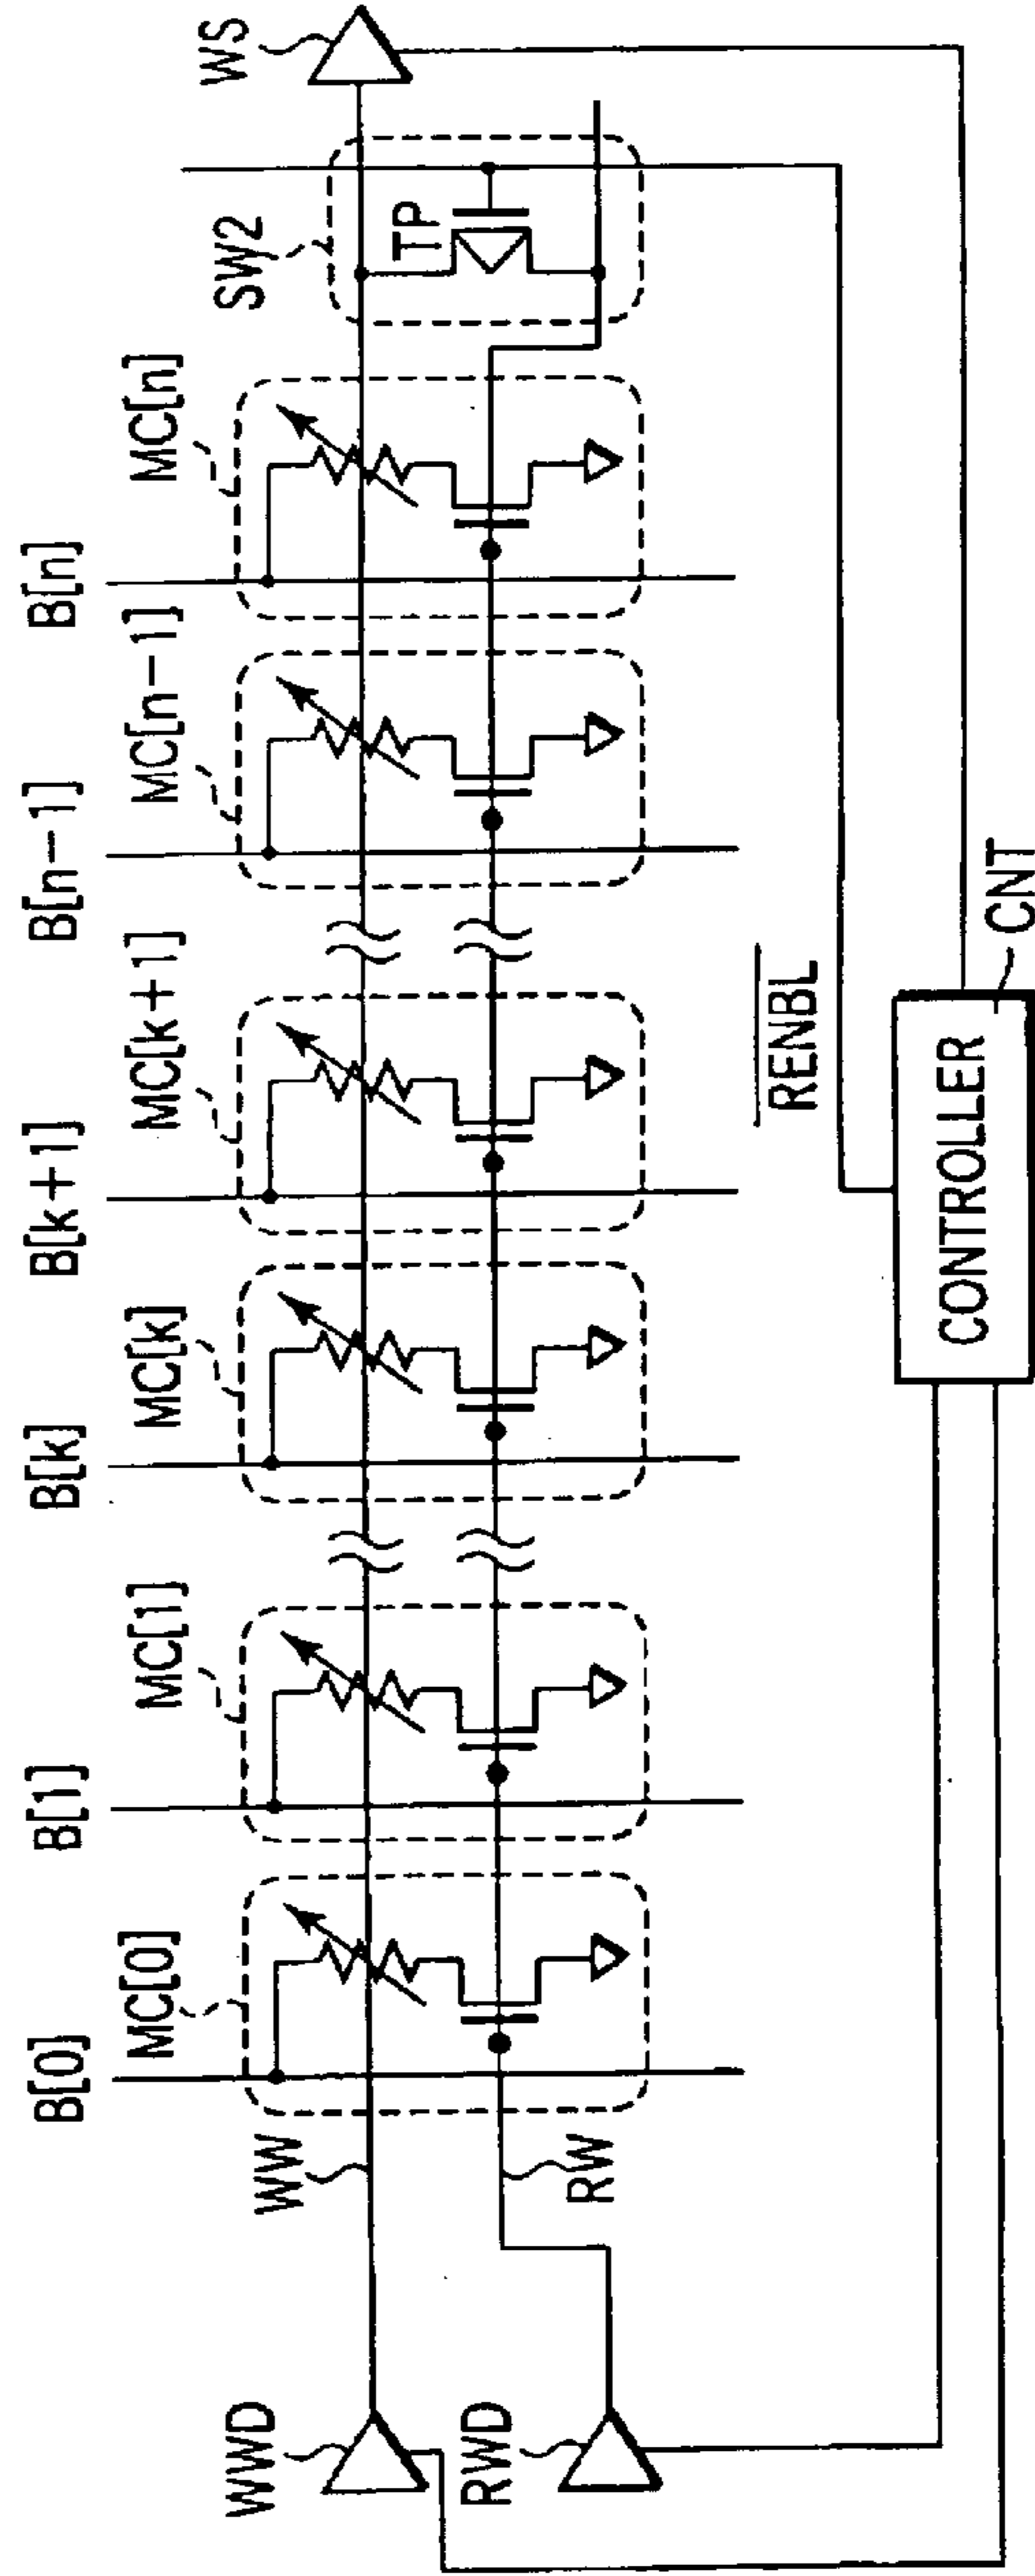 B[0]
B[1]
B[k]
B[k+1]
B[n-1]
B[n]
MC[0]
MC[1]
MC[k]
MC[k+1]
MC[n-1]
MC[n]
SW2
WS
TP
WWD
WW
RWD
RW
RENBL
CONTROLLER
CNT